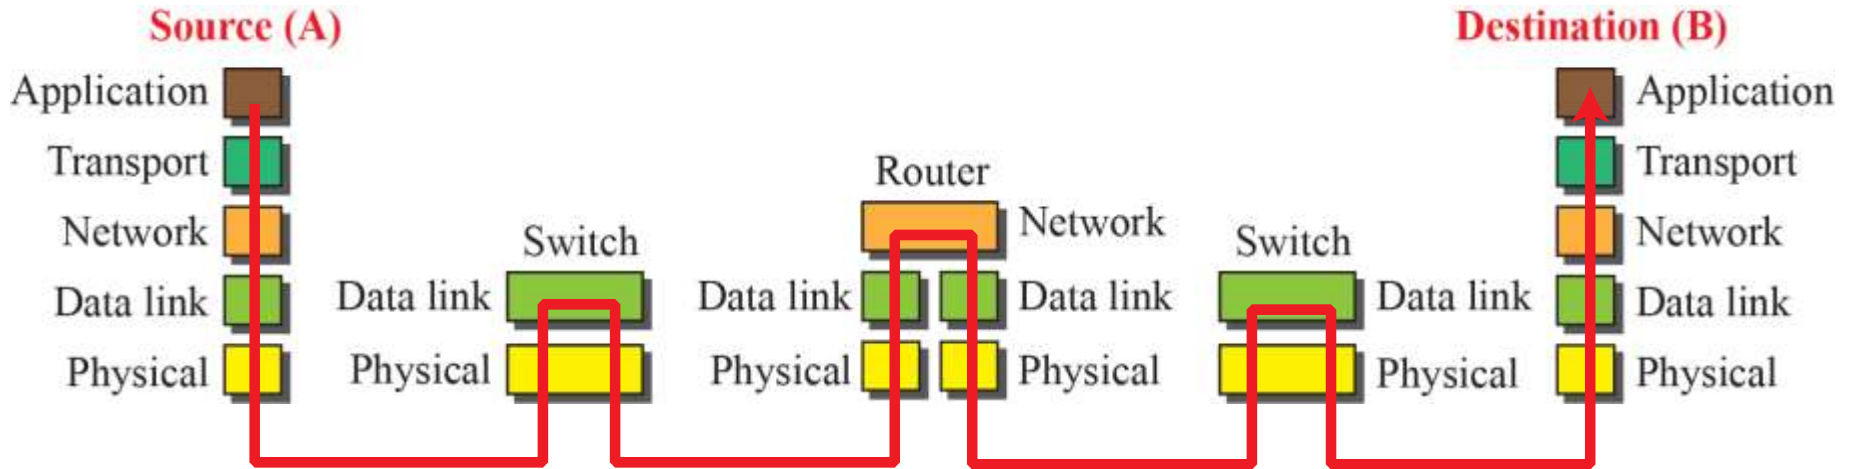 Source (A)
Application
Transport
Network
Data link
Physical
Switch
Data link
Physical
Router
Network
Data link
Data link
Physical
Physical
Switch
Data link
Physical
Destination (B)
Application
Transport
Network
Data link
Physical